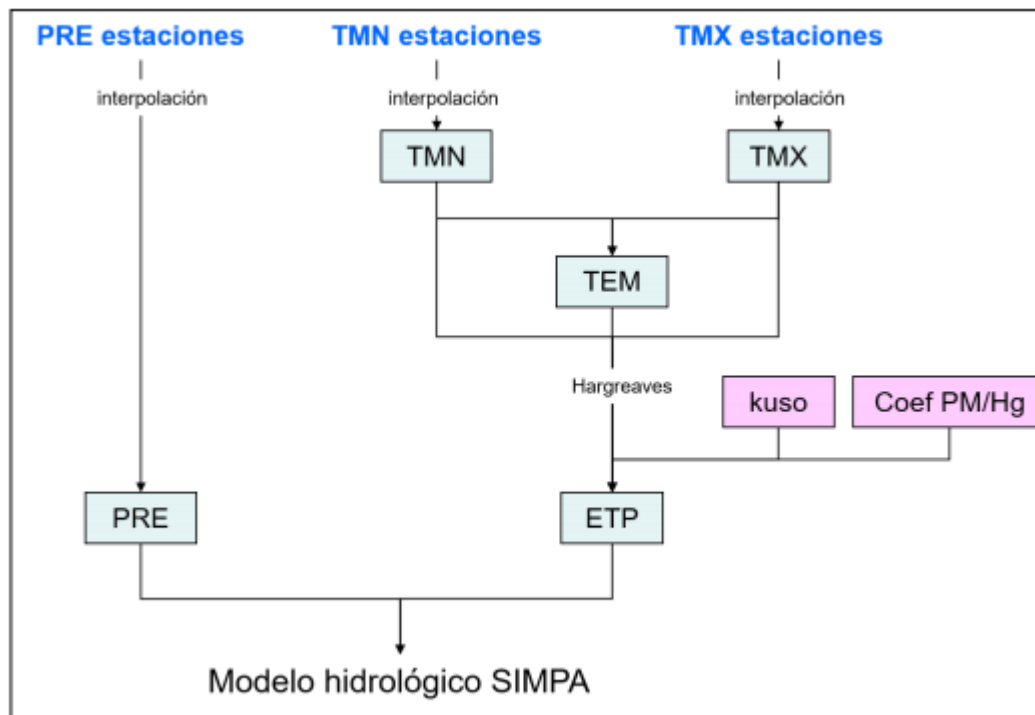 PRE estaciones
TMN estaciones
TMX estaciones
interpolación
interpolación
interpolación
TMN
TMX
TEM
Hargreaves
kuso
Coef PM/Hg
PRE
ETP
Modelo hidrológico SIMPA